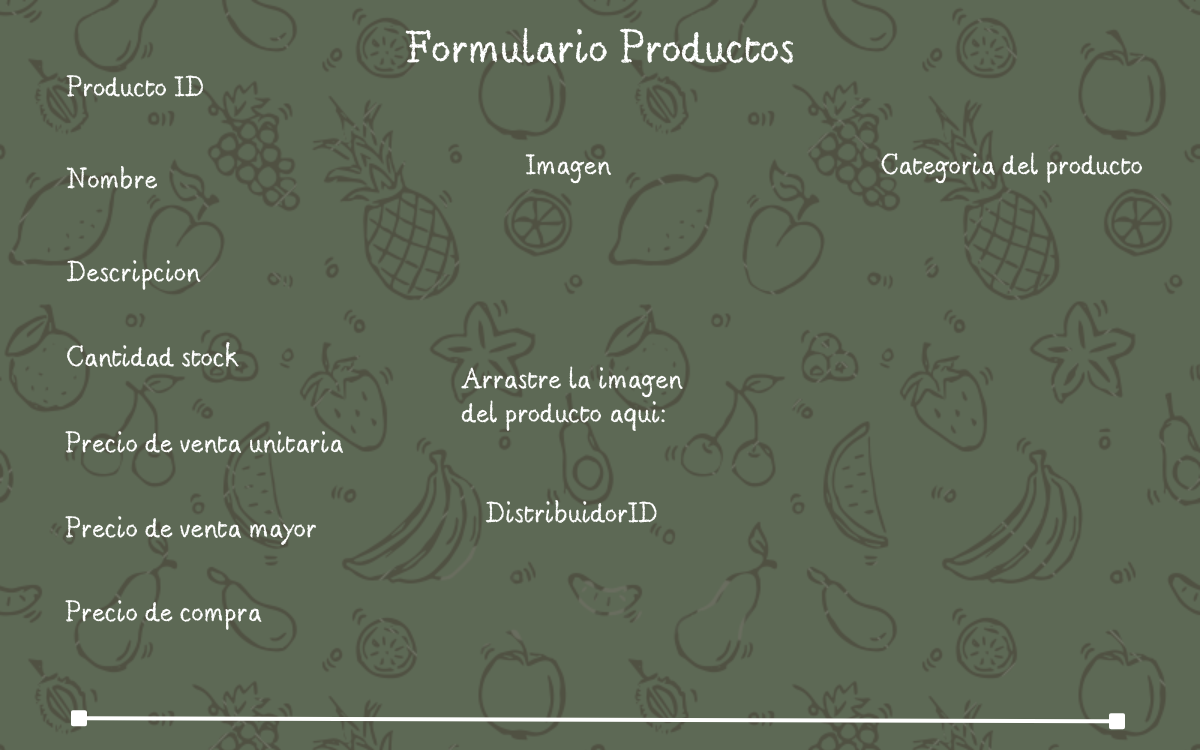 Formulario Productos
Producto ID
Nombre
Descripcion
Cantidad stock
Precio de venta unitaria
Precio de venta mayor
Precio de compra
Imagen
Arrastre la imagen
del producto aqui:
DistribuidorID
Categoria del producto